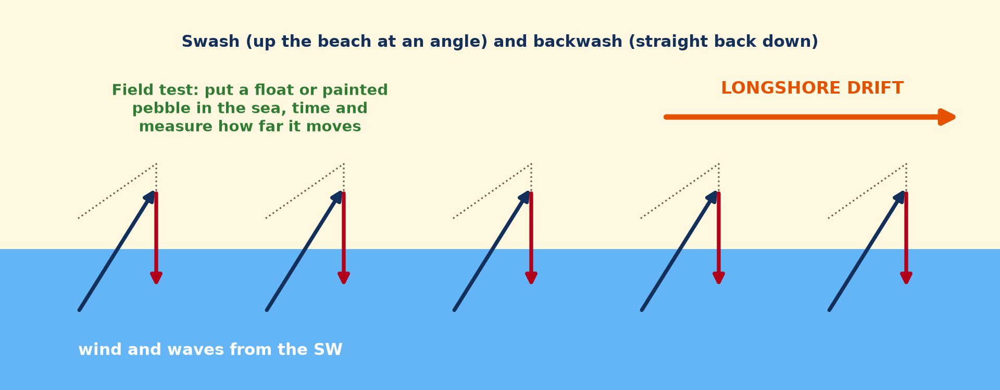 Swash (up the beach at an angle) and backwash (straight back down)
Field test: put a float or painted
pebble in the sea, time and
measure how far it moves
LONGSHORE DRIFT
wind and waves from the SW